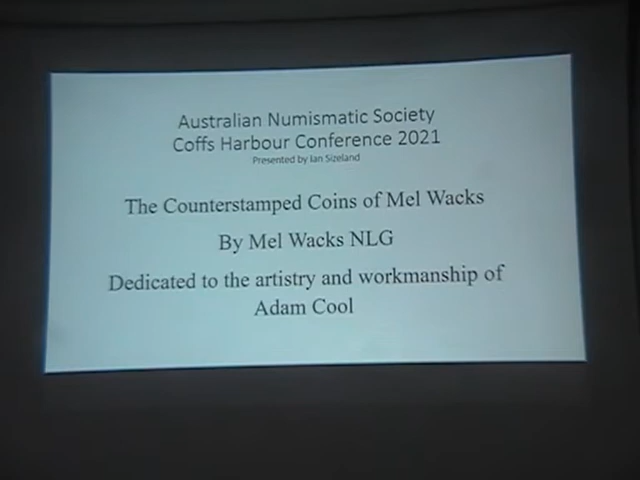 Australian Numismatic Society
Coffs Harbour Conference 2021
Presented by Ian Sizeland
The Counterstamped Coins of Mel Wacks
By Mel Wacks NLG
Dedicated to the artistry and workmanship of
Adam Cool